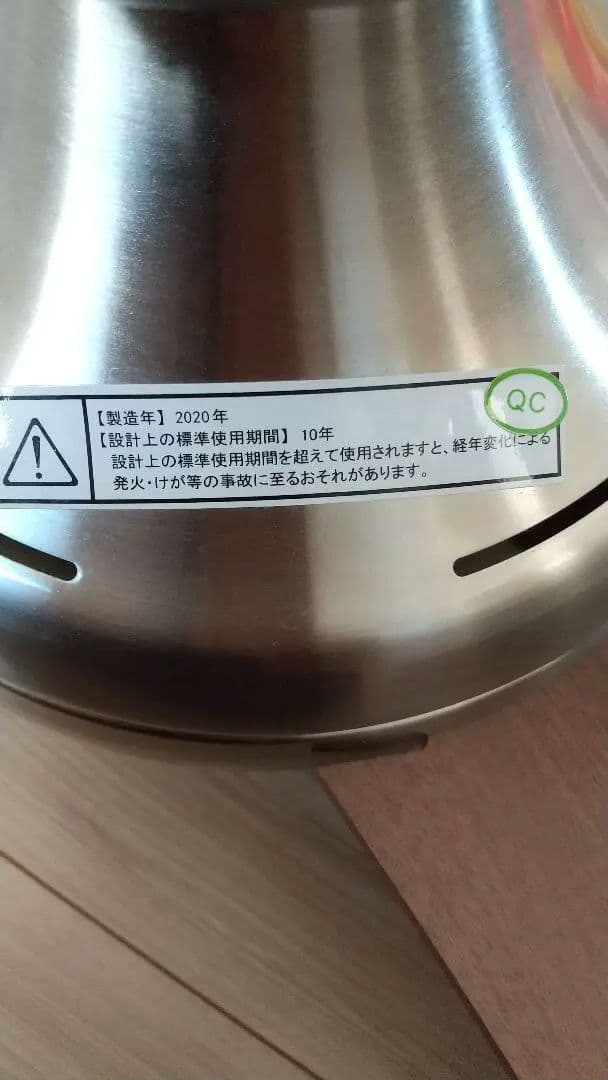 【製造年】 2020年
【設計上の標準使用期間】 10年
設計上の標準使用期間を超えて使用されますと、経年変化による
発火・けが等の事故に至るおそれがあります。
QC